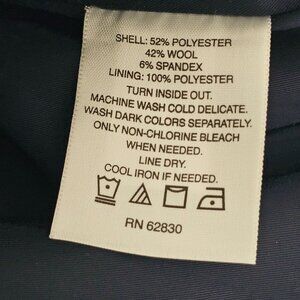 SHELL: 52% POLYESTER
42% WOOL
6% SPANDEX
LINING: 100% POLYESTER
TURN INSIDE OUT.
MACHINE WASH COLD DELICATE.
WASH DARK COLORS SEPARATELY.
ONLY NON-CHLORINE BLEACH
WHEN NEEDED.
LINE DRY.
COOL IRON IF NEEDED.
RN 62830